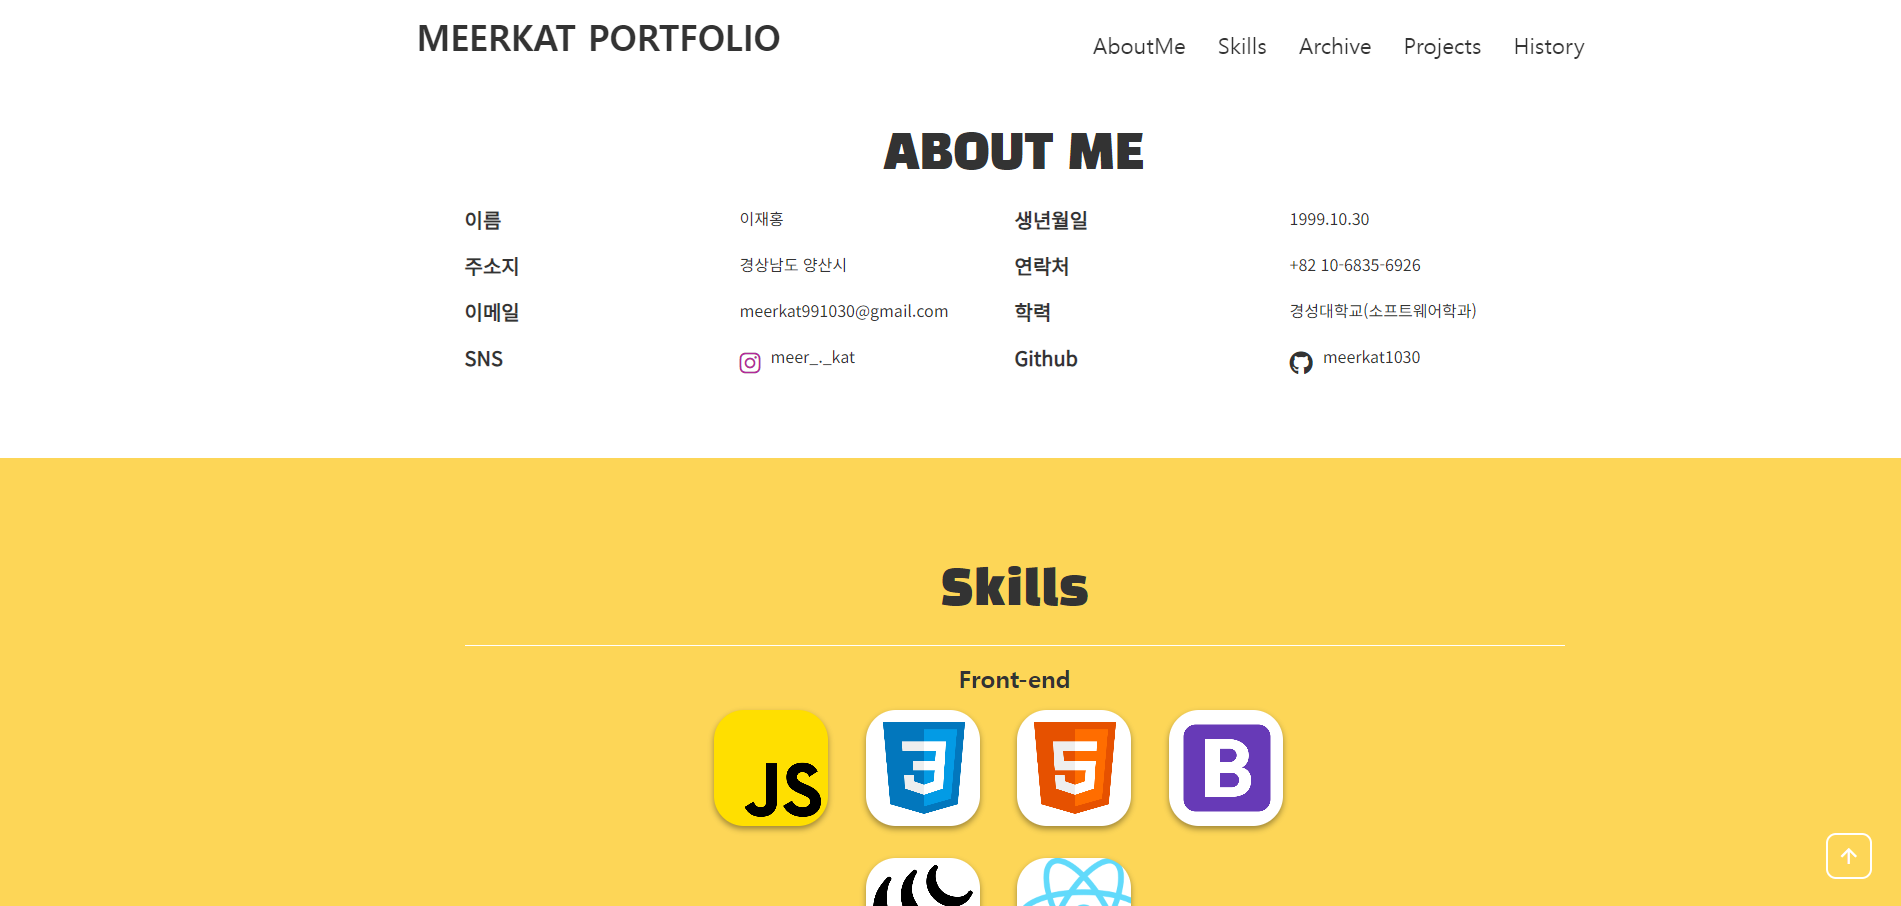 MEERKAT PORTFOLIO
AboutMe Skills Archive Projects History
ABOUT ME
이름 이재홍 생년월일 1999.10.30
주소지 경상남도 양산시 연락처 +82 10-6835-6926
이메일 meerkat991030@gmail.com 학력 경성대학교(소프트웨어학과)
SNS meer_._kat Github meerkat1030
Skills
Front-end
JS 3 5 B